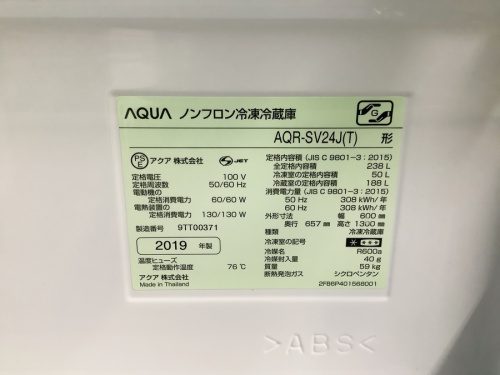 AQUA ノンフロン冷凍冷蔵庫
G
AQR-SV24J(T) 形
PS E アクア 株式会社 S JET
定格電圧 100 V
定格周波数 50/60 Hz
電動機の
定格消費電力 60/60 W
電熱装置の
定格消費電力 130/130 W
製造番号 9TT00371
2019 年製
温度ヒューズ
定格動作温度 76℃
アクア 株式会社
Made in Thailand
定格内容積 (JIS C 9801-3 : 2015)
全定格内容積 238 L
冷凍室の内容積 50 L
冷蔵室の内容積 188 L
消費電力量 (JIS C 9801-3 : 2015)
50 Hz 308 kWh/年
60 Hz 308 kWh/年
外形寸法 幅 600 mm
奥行 657 mm 高さ 1300 mm
種類 冷凍冷蔵庫
冷凍室の記号 * ***
冷媒 R600a
冷媒封入量 40 g
質量 59 kg
断熱発泡ガス シクロペンタン
2FB6P401568001
>ABS<